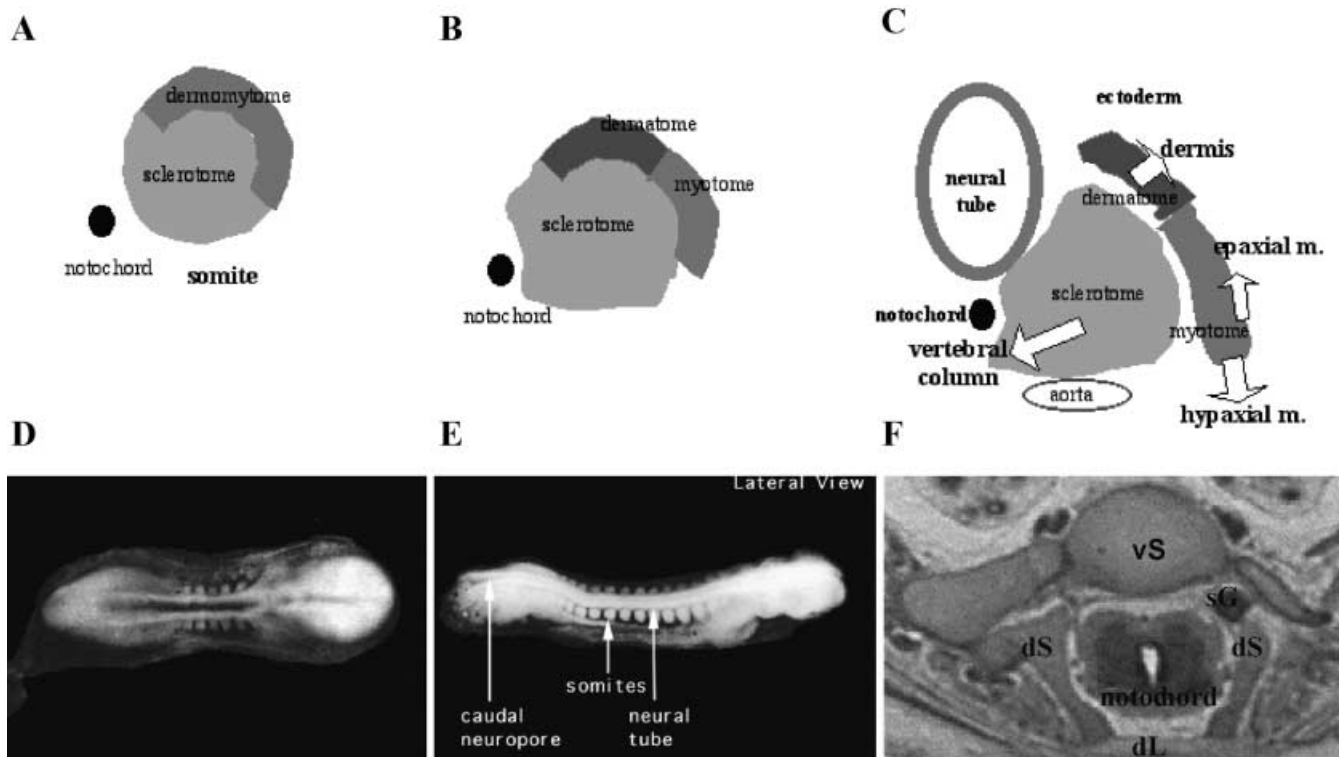 A
dermomytome
sclerotome
notochord
somite
B
dermatome
myotome
sclerotome
notochord
C
ectoderm
neural
tube
dermis
dermatome
epaxial m.
sclerotome
notochord
myotome
vertebral
column
aorta
hypaxial m.
D
E
Lateral View
somites
caudal
neuropore
neural
tube
F
vS
sG
dS
dS
notochord
dL